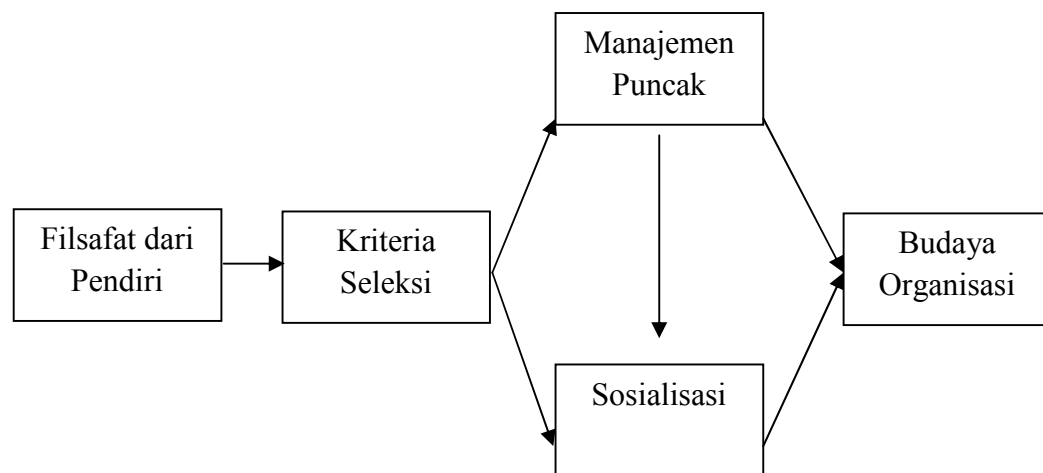 Manajemen
Puncak
Filsafat dari
Pendiri
Kriteria
Seleksi
Budaya
Organisasi
Sosialisasi